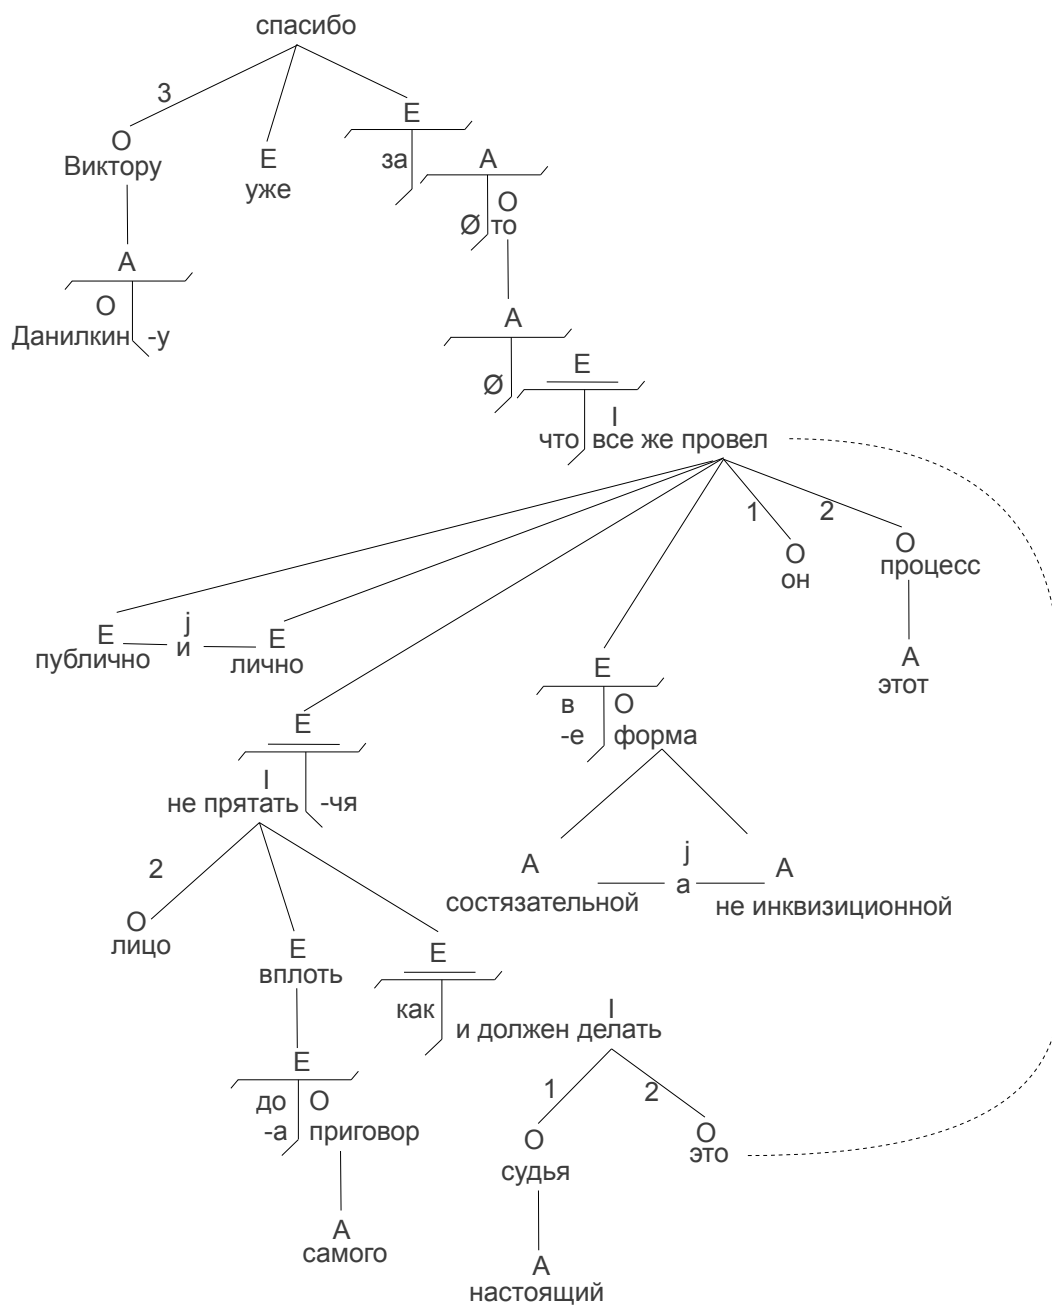 спасибо
3
О
Виктору
Е
уже
Е
за
А
О
Ø то
А
О
Данилкин -у
А
Ø
Е
I
что все же провел
1
2
О
он
О
процесс
А
этот
Е
публично
j
и
Е
лично
Е
I
не прятать -чя
Е
в О
-е форма
2
О
лицо
Е
вплоть
Е
как
А
состязательной
j
а
А
не инквизиционной
I
и должен делать
Е
до О
-а приговор
1
2
О
судья
О
это
А
самого
А
настоящий